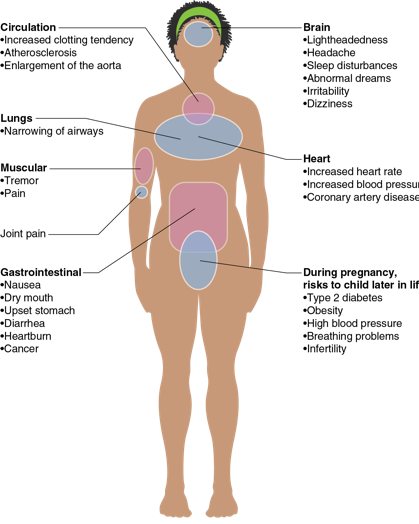 Circulation
•Increased clotting tendency
•Atherosclerosis
•Enlargement of the aorta
Lungs
•Narrowing of airways
Muscular
•Tremor
•Pain
Joint pain
Gastrointestinal
•Nausea
•Dry mouth
•Upset stomach
•Diarrhea
•Heartburn
•Cancer
Brain
•Lightheadedness
•Headache
•Sleep disturbances
•Abnormal dreams
•Irritability
•Dizziness
Heart
•Increased heart rate
•Increased blood
•Coronary artery disease
During pregnancy,
risks to child later in
•Type 2 diabetes
•Obesity
•High blood pressure
•Breathing problems
•Infertility